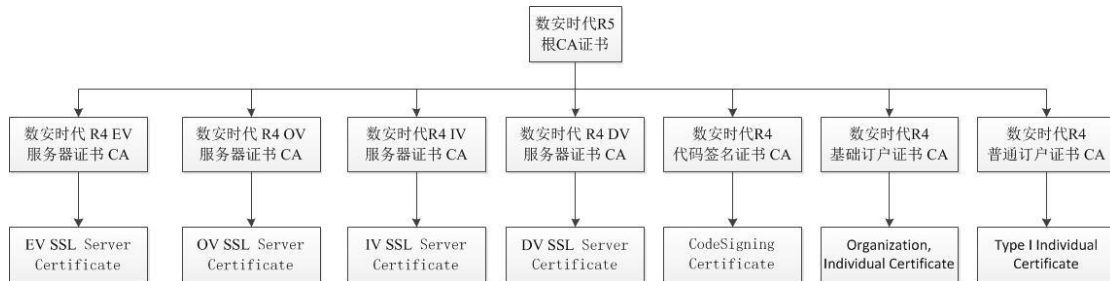 数安时代R5
根CA证书
数安时代 R4 EV
服务器证书 CA
数安时代 R4 OV
服务器证书 CA
数安时代R4 IV
服务器证书 CA
数安时代 R4 DV
服务器证书 CA
数安时代R4
代码签名证书 CA
数安时代R4
基础订户证书 CA
数安时代R4
普通订户证书 CA
EV SSL Server
Certificate
OV SSL Server
Certificate
IV SSL Server
Certificate
DV SSL Server
Certificate
CodeSigning
Certificate
Organization,
Individual Certificate
Type I Individual
Certificate